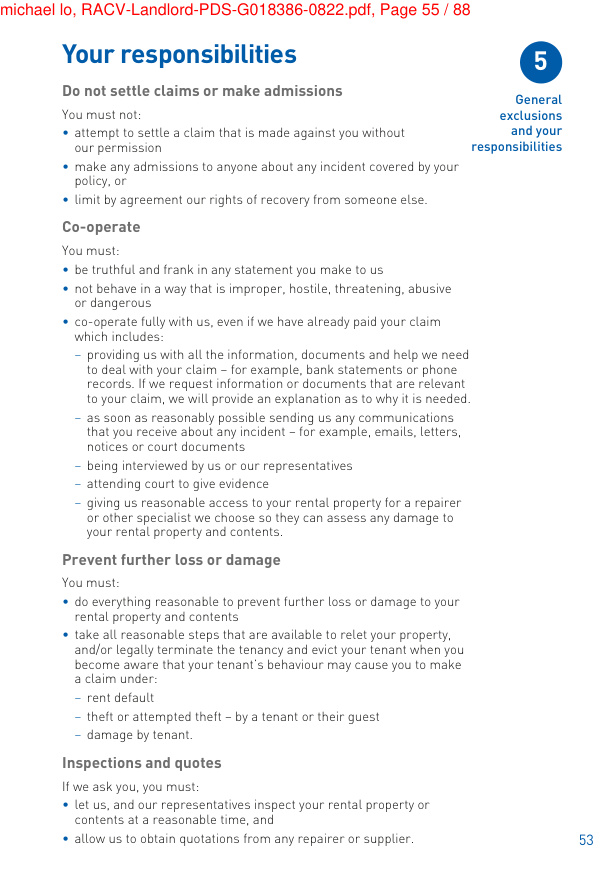 michael lo, RACV-Landlord-PDS-G018386-0822.pdf, Page 55 / 88
Your responsibilities
5
General
exclusions
and your
responsibilities
Do not settle claims or make admissions
You must not:
• attempt to settle a claim that is made against you without
our permission
• make any admissions to anyone about any incident covered by your
policy, or
• limit by agreement our rights of recovery from someone else.
Co-operate
You must:
• be truthful and frank in any statement you make to us
• not behave in a way that is improper, hostile, threatening, abusive
or dangerous
• co-operate fully with us, even if we have already paid your claim
which includes:
– providing us with all the information, documents and help we need
to deal with your claim – for example, bank statements or phone
records. If we request information or documents that are relevant
to your claim, we will provide an explanation as to why it is needed.
– as soon as reasonably possible sending us any communications
that you receive about any incident – for example, emails, letters,
notices or court documents
– being interviewed by us or our representatives
– attending court to give evidence
– giving us reasonable access to your rental property for a repairer
or other specialist we choose so they can assess any damage to
your rental property and contents.
Prevent further loss or damage
You must:
• do everything reasonable to prevent further loss or damage to your
rental property and contents
• take all reasonable steps that are available to relet your property,
and/or legally terminate the tenancy and evict your tenant when you
become aware that your tenant's behaviour may cause you to make
a claim under:
– rent default
– theft or attempted theft – by a tenant or their guest
– damage by tenant.
Inspections and quotes
If we ask you, you must:
• let us, and our representatives inspect your rental property or
contents at a reasonable time, and
• allow us to obtain quotations from any repairer or supplier.
53